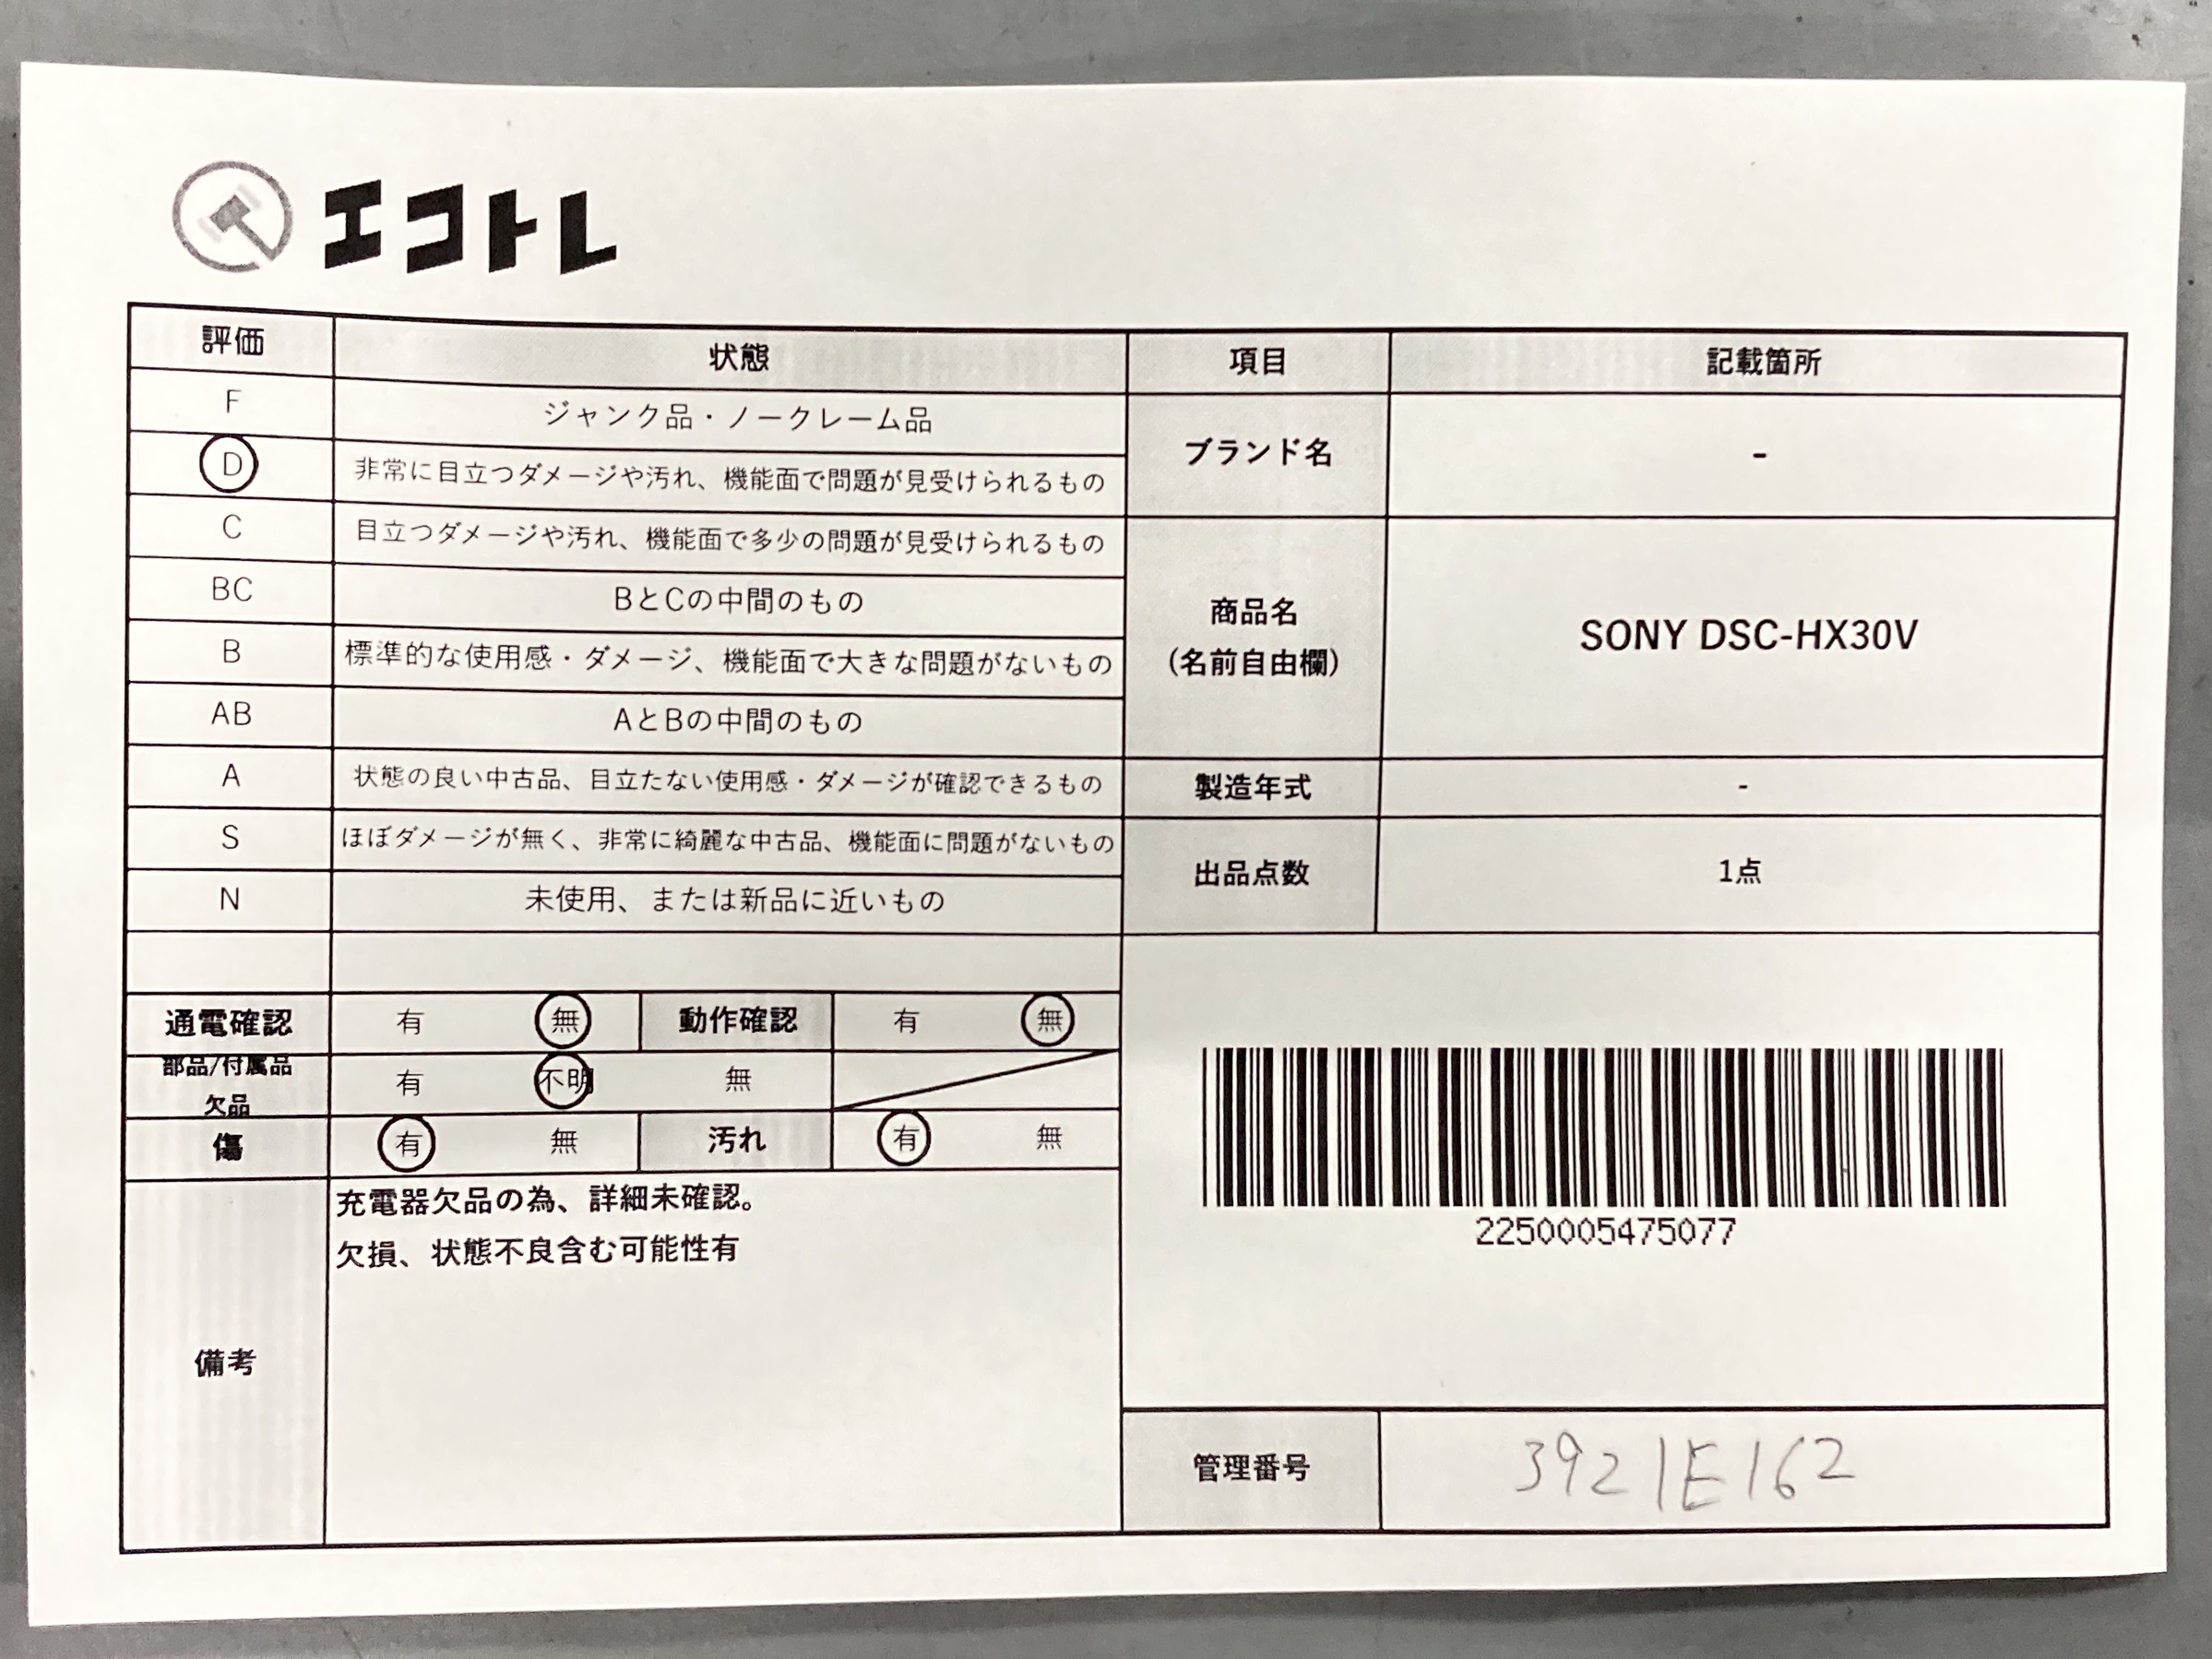 エコトレ
評価 状態 項目 記載箇所
F ジャンク品・ノークレーム品
D 非常に目立つダメージや汚れ、機能面で問題が見受けられるもの
C 目立つダメージや汚れ、機能面で多少の問題が見受けられるもの
BC BとCの中間のもの
B 標準的な使用感・ダメージ、機能面で大きな問題がないもの
AB AとBの中間のもの
A 状態の良い中古品、目立たない使用感・ダメージが確認できるもの
S ほぼダメージが無く、非常に綺麗な中古品、機能面に問題がないもの
N 未使用、または新品に近いもの
ブランド名 -
商品名
(名前自由欄)
SONY DSC-HX30V
製造年式 -
出品点数 1点
通電確認 有 無 動作確認 有 無
部品/付属品
欠品
有 不明 無
傷 有 無 汚れ 有 無
備考
充電器欠品の為、詳細未確認。
欠損、状態不良含む可能性有
2250005475077
管理番号 3921E162